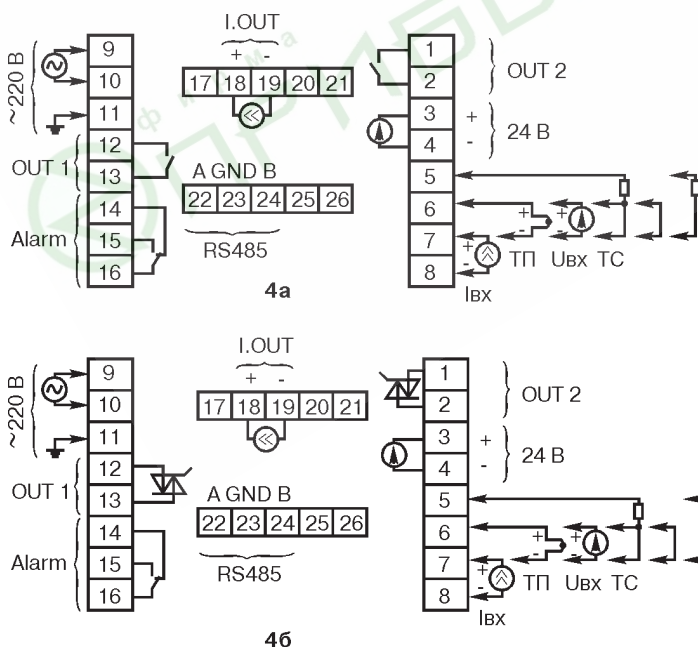 фирма
ПРИБОР
I.OUT
+ -
~220 В
9
10
11
12
13
14
15
16
OUT 1
Alarm
17 18 19 20 21
A GND B
22 23 24 25 26
RS485
4а
1
2
3
4
5
6
7
8
OUT 2
+
-
24 В
+
-
+
-
+
-
ТП Uвх ТС
Iвх
I.OUT
+ -
~220 В
9
10
11
12
13
14
15
16
OUT 1
Alarm
17 18 19 20 21
A GND B
22 23 24 25 26
RS485
4б
1
2
3
4
5
6
7
8
OUT 2
+
-
24 В
+
-
+
-
+
-
ТП Uвх ТС
Iвх